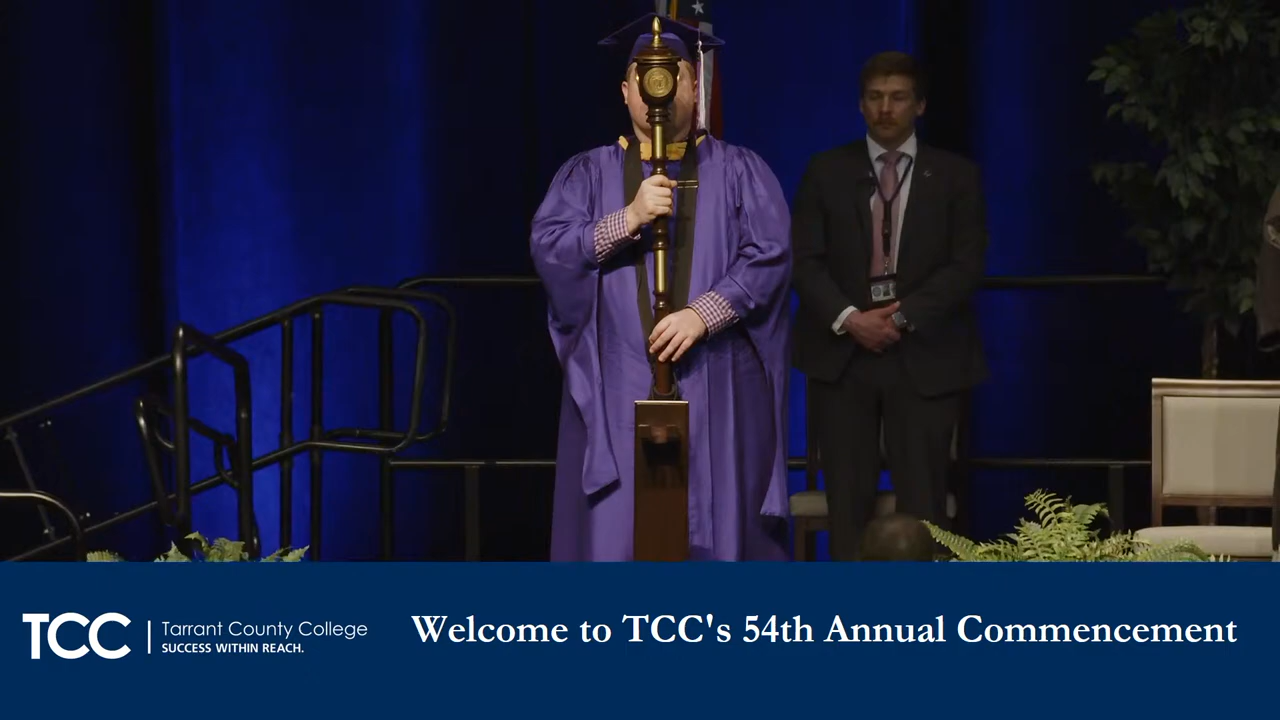 TCC
Tarrant County College
SUCCESS WITHIN REACH.
Welcome to TCC's 54th Annual Commencement